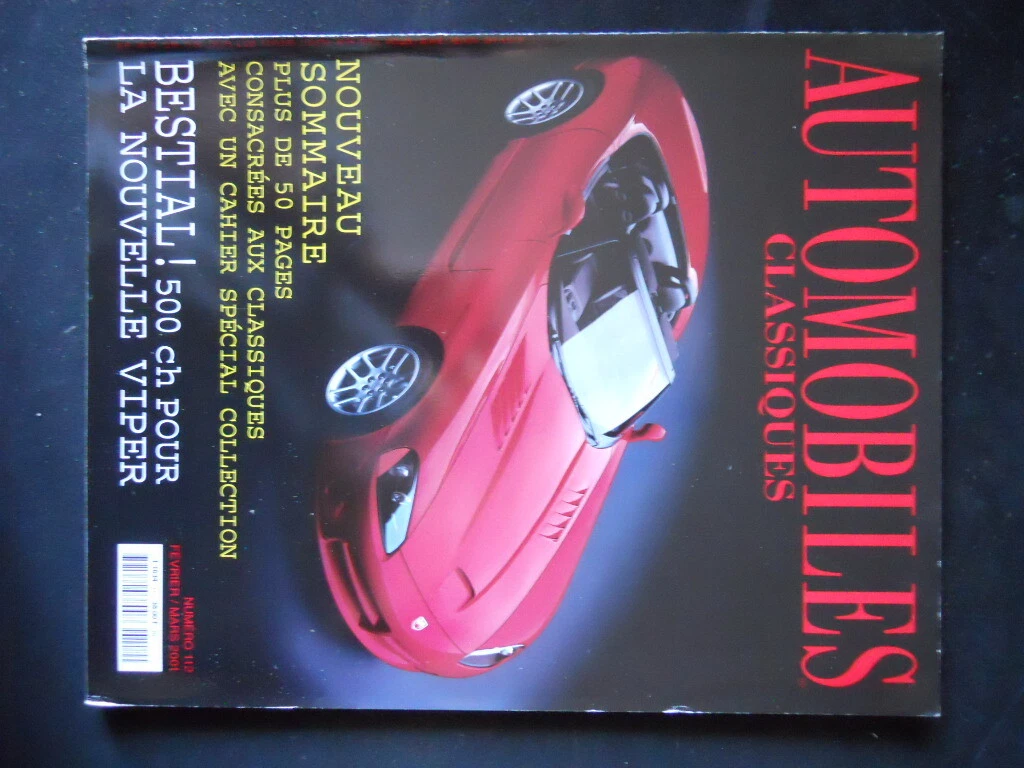 AUTOMOBILES
CLASSIQUES
NOUVEAU
SOMMAIRE
PLUS DE 50 PAGES
CONSACRÉES AUX CLASSIQUES
AVEC UN CAHIER SPÉCIAL COLLECTION
BESTIAL! 500 ch POUR
LA NOUVELLE VIPER
NUMERO 112
FEVRIER / MARS 2001